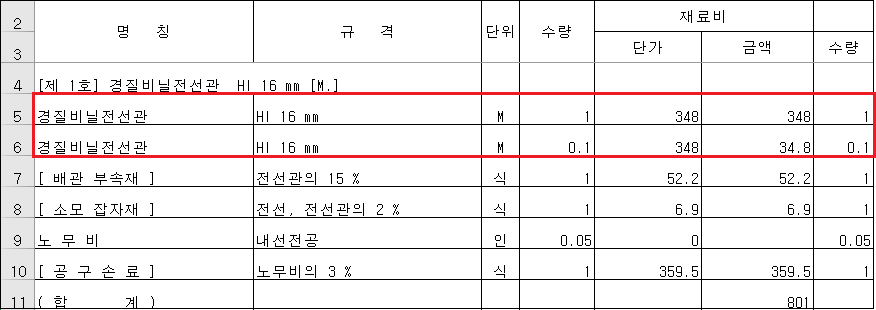 2 명 칭 규 격 단위 수량 재료비
3 단가 금액 수량
4 [제 1호] 경질비닐전선관 HI 16 mm [M.]
5 경질비닐전선관 HI 16 mm M 1 348 348 1
6 경질비닐전선관 HI 16 mm M 0.1 348 34.8 0.1
7 [ 배관 부속재 ] 전선관의 15 % 식 1 52.2 52.2 1
8 [ 소모 잡자재 ] 전선, 전선관의 2 % 식 1 6.9 6.9 1
9 노 무 비 내선전공 인 0.05 0 0.05
10 [ 공 구 손 료 ] 노무비의 3 % 식 1 359.5 359.5 1
11 ( 합 계 ) 801